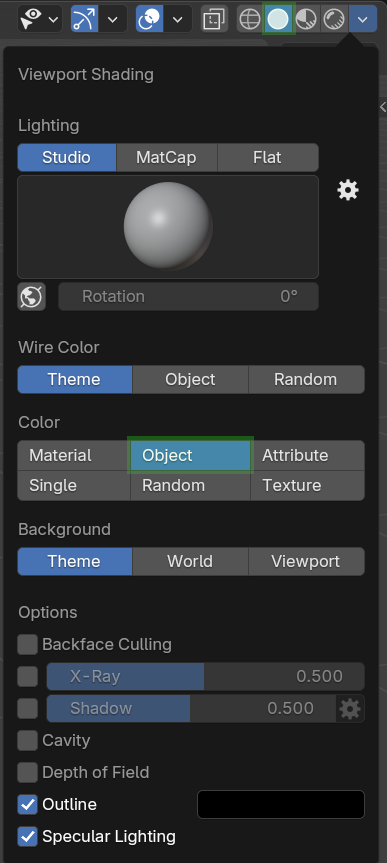 Viewport Shading
Lighting
Studio MatCap Flat
Rotation 0°
Wire Color
Theme Object Random
Color
Material Object Attribute
Single Random Texture
Background
Theme World Viewport
Options
Backface Culling
X-Ray 0.500
Shadow 0.500
Cavity
Depth of Field
Outline
Specular Lighting